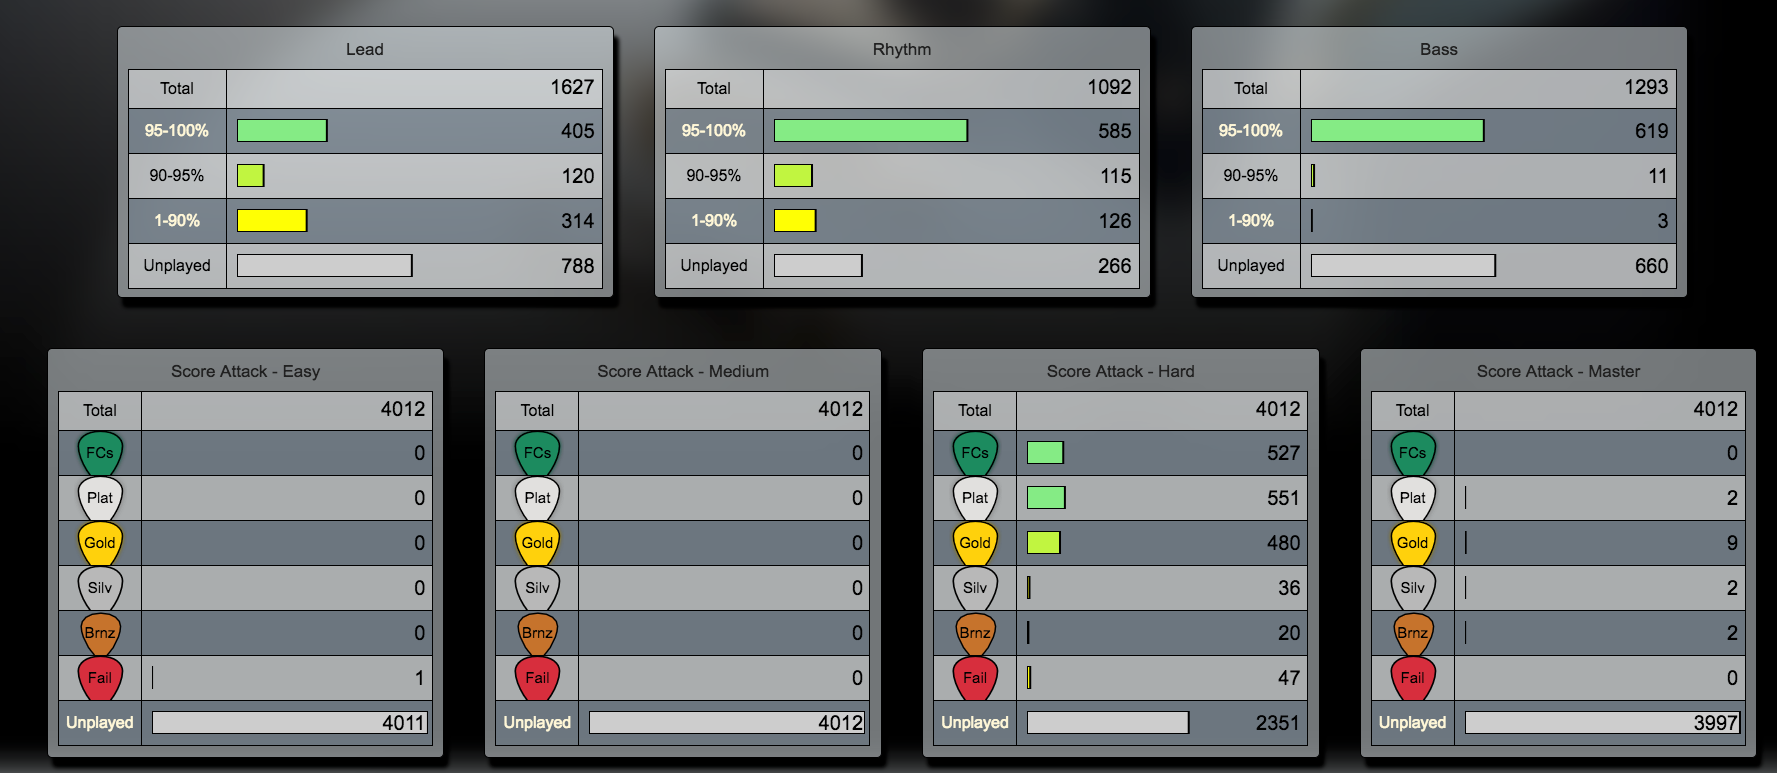 Lead
Total 1627
95-100% 405
90-95% 120
1-90% 314
Unplayed 788
Rhythm
Total 1092
95-100% 585
90-95% 115
1-90% 126
Unplayed 266
Bass
Total 1293
95-100% 619
90-95% 11
1-90% 3
Unplayed 660
Score Attack - Easy
Total 4012
FCs 0
Plat 0
Gold 0
Silv 0
Brnz 0
Fail 1
Unplayed 4011
Score Attack - Medium
Total 4012
FCs 0
Plat 0
Gold 0
Silv 0
Brnz 0
Fail 0
Unplayed 4012
Score Attack - Hard
Total 4012
FCs 527
Plat 551
Gold 480
Silv 36
Brnz 20
Fail 47
Unplayed 2351
Score Attack - Master
Total 4012
FCs 0
Plat 2
Gold 9
Silv 2
Brnz 2
Fail 0
Unplayed 3997